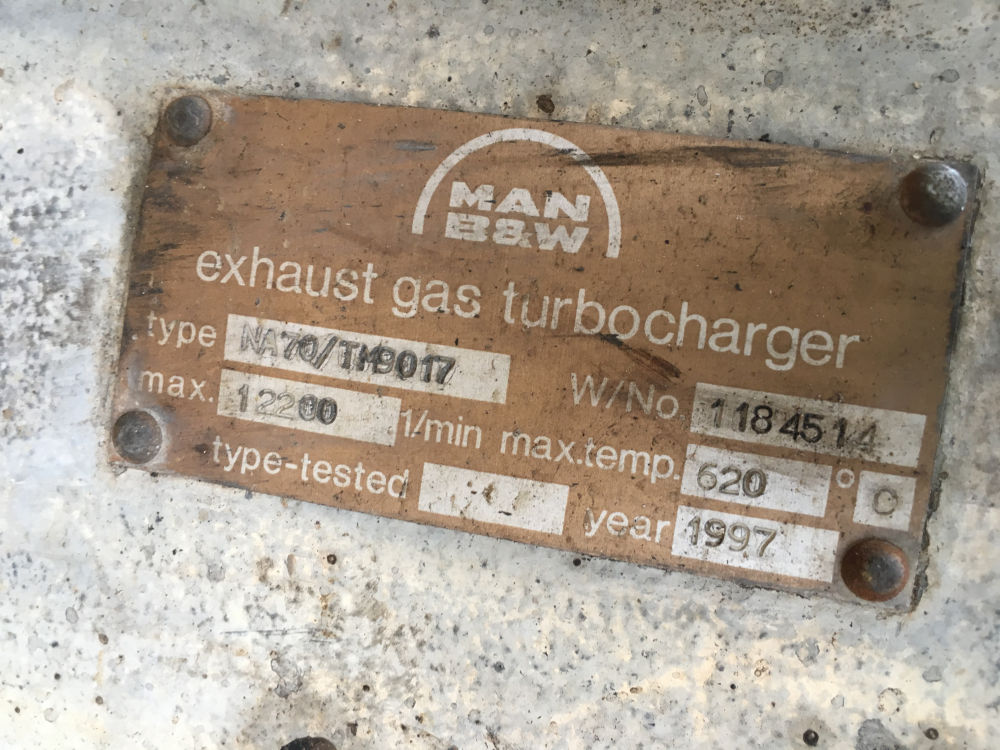 MAN
B&W
exhaust gas turbocharger
type NA70/TM9017 W/No. 1184514
max. 12200 1/min max.temp. 620 ° C
type-tested year 1997